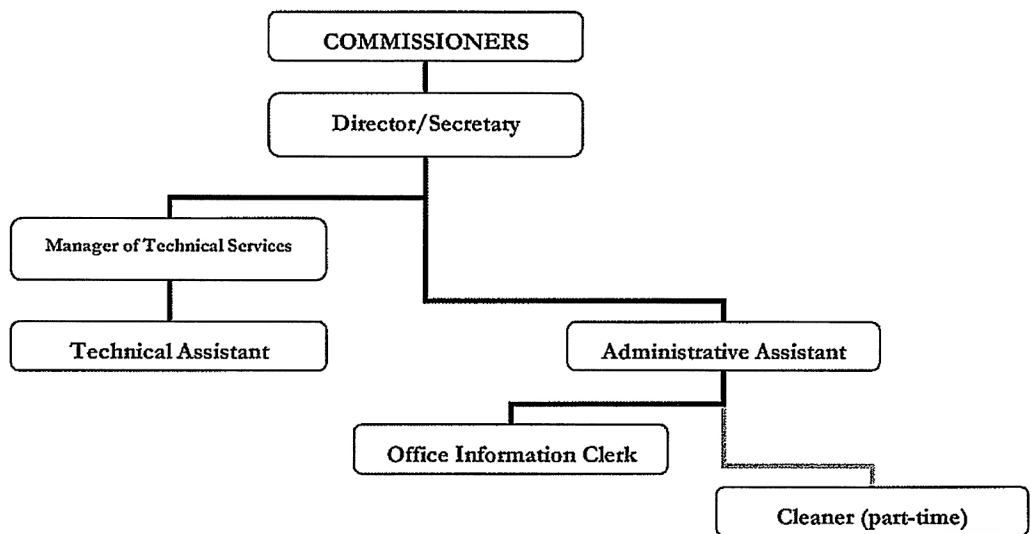 COMMISSIONERS
Director/Secretary
Manager of Technical Services
Technical Assistant
Administrative Assistant
Office Information Clerk
Cleaner (part-time)